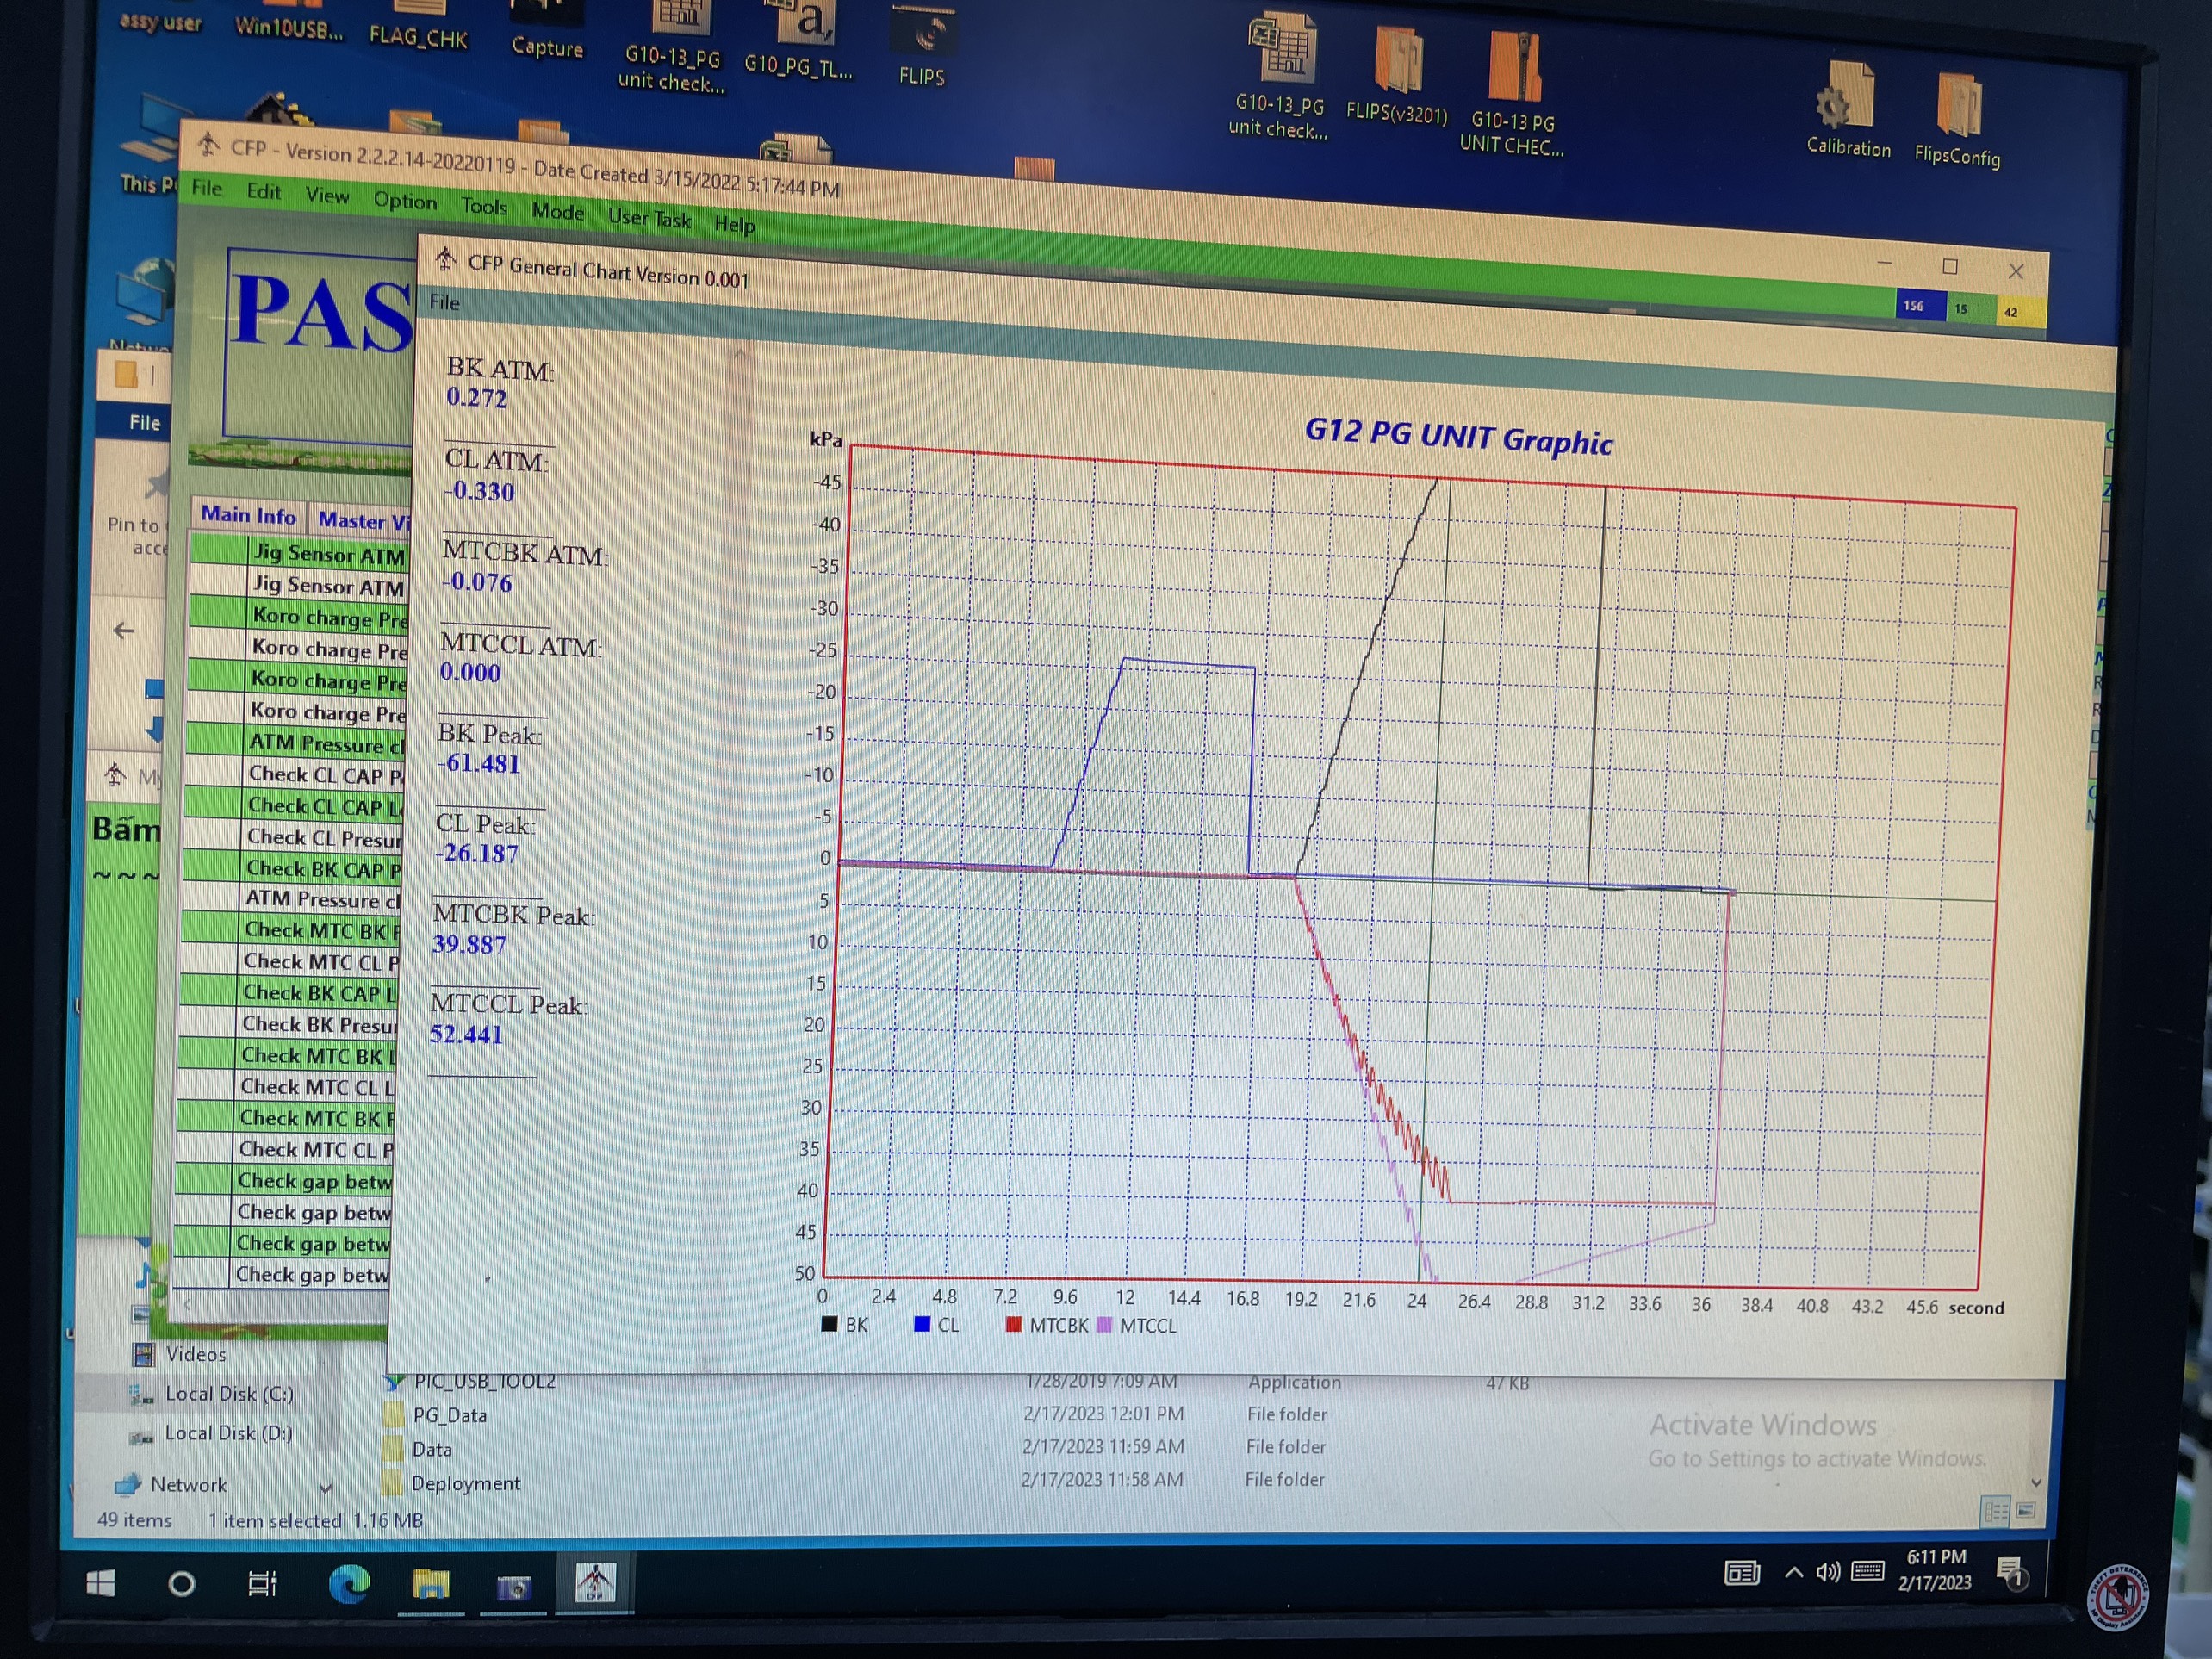 assy user
Win10USB...
FLAG_CHK
Capture
G10-13_PG
unit check...
G10_PG_TL...
FLIPS
G10-13_PG
unit check...
FLIPS(v3201)
G10-13 PG
UNIT CHEC...
Calibration
FlipsConfig
This P
CFP - Version 2.2.2.14-20220119 - Date Created 3/15/2022 5:17:44 PM
File Edit View Option Tools Mode User Task Help
156 15 42
PAS
CFP General Chart Version 0.001
File
File
Pin to
acce
BK ATM:
0.272
CL ATM:
-0.330
MTCBK ATM:
-0.076
MTCCL ATM:
0.000
BK Peak:
-61.481
CL Peak:
-26.187
MTCBK Peak:
39.887
MTCCL Peak:
52.441
Main Info Master Vi
Jig Sensor ATM
Jig Sensor ATM
Koro charge Pre
Koro charge Pre
Koro charge Pre
Koro charge Pre
ATM Pressure cl
Check CL CAP P
Check CL CAP L
Check CL Presur
Check BK CAP P
ATM Pressure cl
Check MTC BK F
Check MTC CL P
Check BK CAP L
Check BK Presur
Check MTC BK L
Check MTC CL L
Check MTC BK F
Check MTC CL P
Check gap betw
Check gap betw
Check gap betw
Check gap betw
My
Bấm
~~~
G12 PG UNIT Graphic
kPa
-45
-40
-35
-30
-25
-20
-15
-10
-5
0
5
10
15
20
25
30
35
40
45
50
0 2.4 4.8 7.2 9.6 12 14.4 16.8 19.2 21.6 24 26.4 28.8 31.2 33.6 36 38.4 40.8 43.2 45.6 second
BK CL MTCBK MTCCL
Videos
Local Disk (C:)
Local Disk (D:)
Network
PIC_USB_TOOL2 1/28/2019 7:09 AM Application 47 KB
PG_Data 2/17/2023 12:01 PM File folder
Data 2/17/2023 11:59 AM File folder
Deployment 2/17/2023 11:58 AM File folder
Activate Windows
Go to Settings to activate Windows.
49 items 1 item selected 1.16 MB
6:11 PM
2/17/2023
1